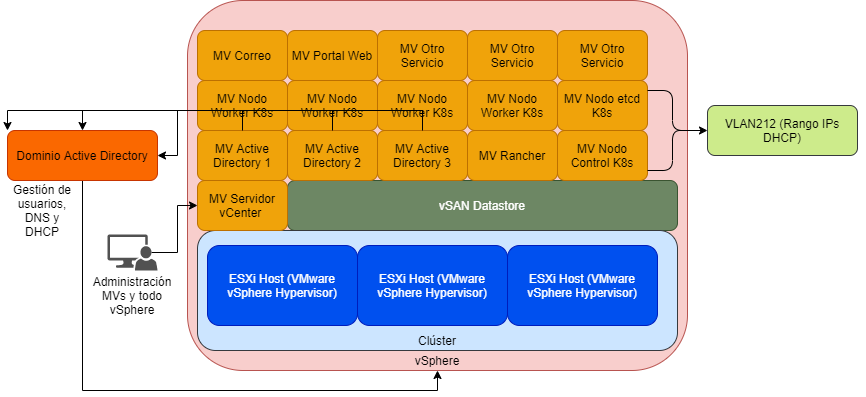 MV Correo
MV Portal Web
MV Otro
Servicio
MV Otro
Servicio
MV Otro
Servicio
MV Nodo
Worker K8s
MV Nodo
Worker K8s
MV Nodo
Worker K8s
MV Nodo
Worker K8s
MV Nodo etcd
K8s
VLAN212 (Rango IPs
DHCP)
Dominio Active Directory
MV Active
Directory 1
MV Active
Directory 2
MV Active
Directory 3
MV Rancher
MV Nodo
Control K8s
Gestión de
usuarios,
DNS y
DHCP
MV Servidor
vCenter
vSAN Datastore
Administración
MVs y todo
vSphere
ESXi Host (VMware
vSphere Hypervisor)
ESXi Host (VMware
vSphere Hypervisor)
ESXi Host (VMware
vSphere Hypervisor)
Clúster
vSphere